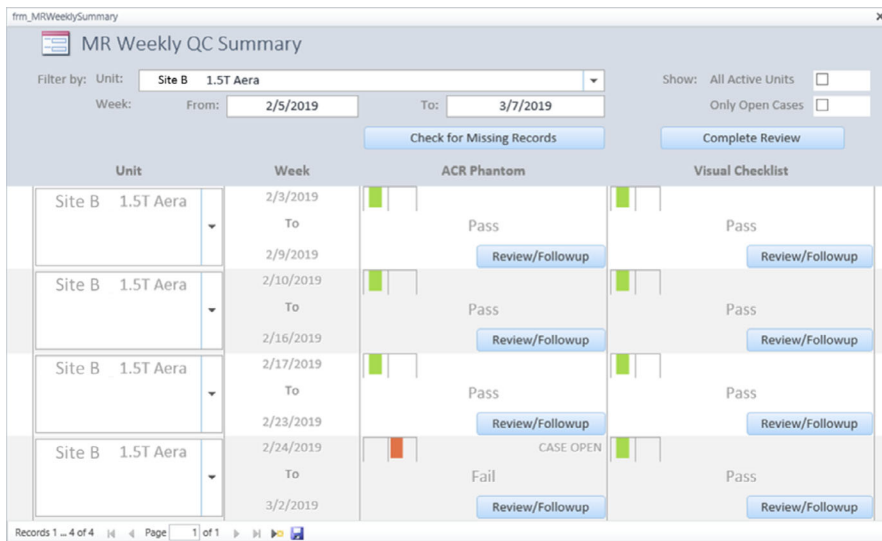 frm_MRWeeklySummary
MR Weekly QC Summary
Filter by: Unit: Site B 1.5T Aera Show: All Active Units
Week: From: 2/5/2019 To: 3/7/2019 Only Open Cases
Check for Missing Records Complete Review
Unit Week ACR Phantom Visual Checklist
Site B 1.5T Aera 2/3/2019
To Pass Pass
2/9/2019 Review/Followup Review/Followup
Site B 1.5T Aera 2/10/2019
To Pass Pass
2/16/2019 Review/Followup Review/Followup
Site B 1.5T Aera 2/17/2019
To Pass Pass
2/23/2019 Review/Followup Review/Followup
Site B 1.5T Aera 2/24/2019 CASE OPEN
To Fail Pass
3/2/2019 Review/Followup Review/Followup
Records 1 ... 4 of 4 Page 1 of 1